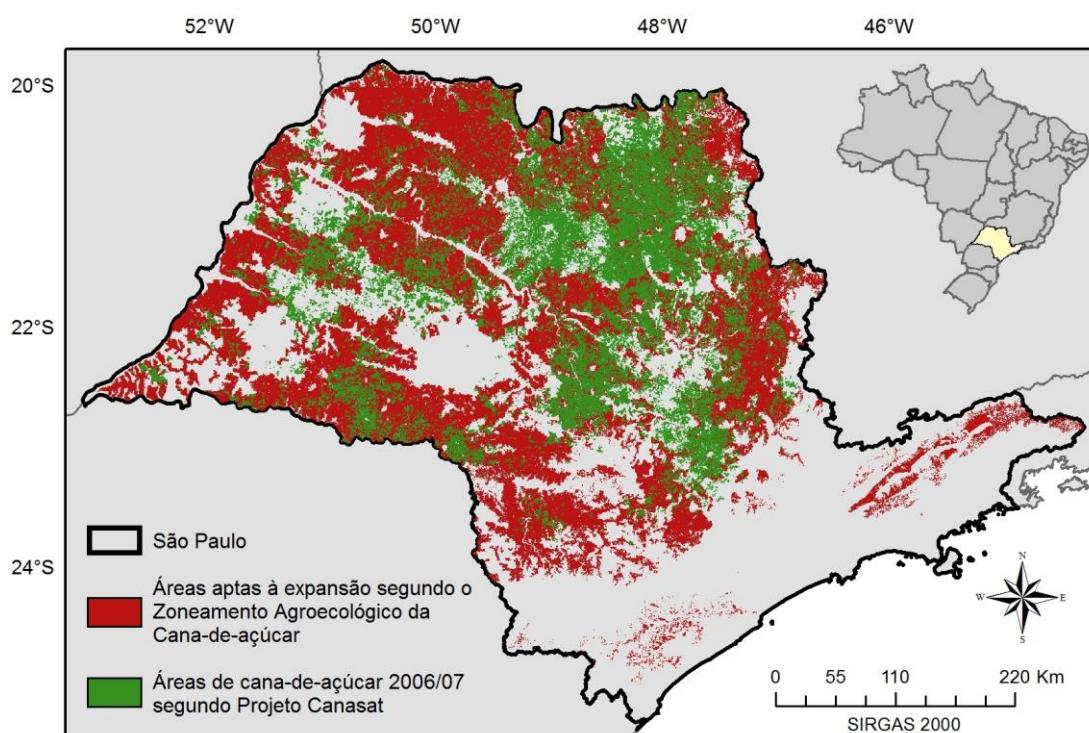 52°W 50°W 48°W 46°W
20°S
22°S
24°S
São Paulo
Áreas aptas à expansão segundo o
Zoneamento Agroecológico da
Cana-de-açúcar
Áreas de cana-de-açúcar 2006/07
segundo Projeto Canasat
N
W E
S
0 55 110 220 Km
SIRGAS 2000